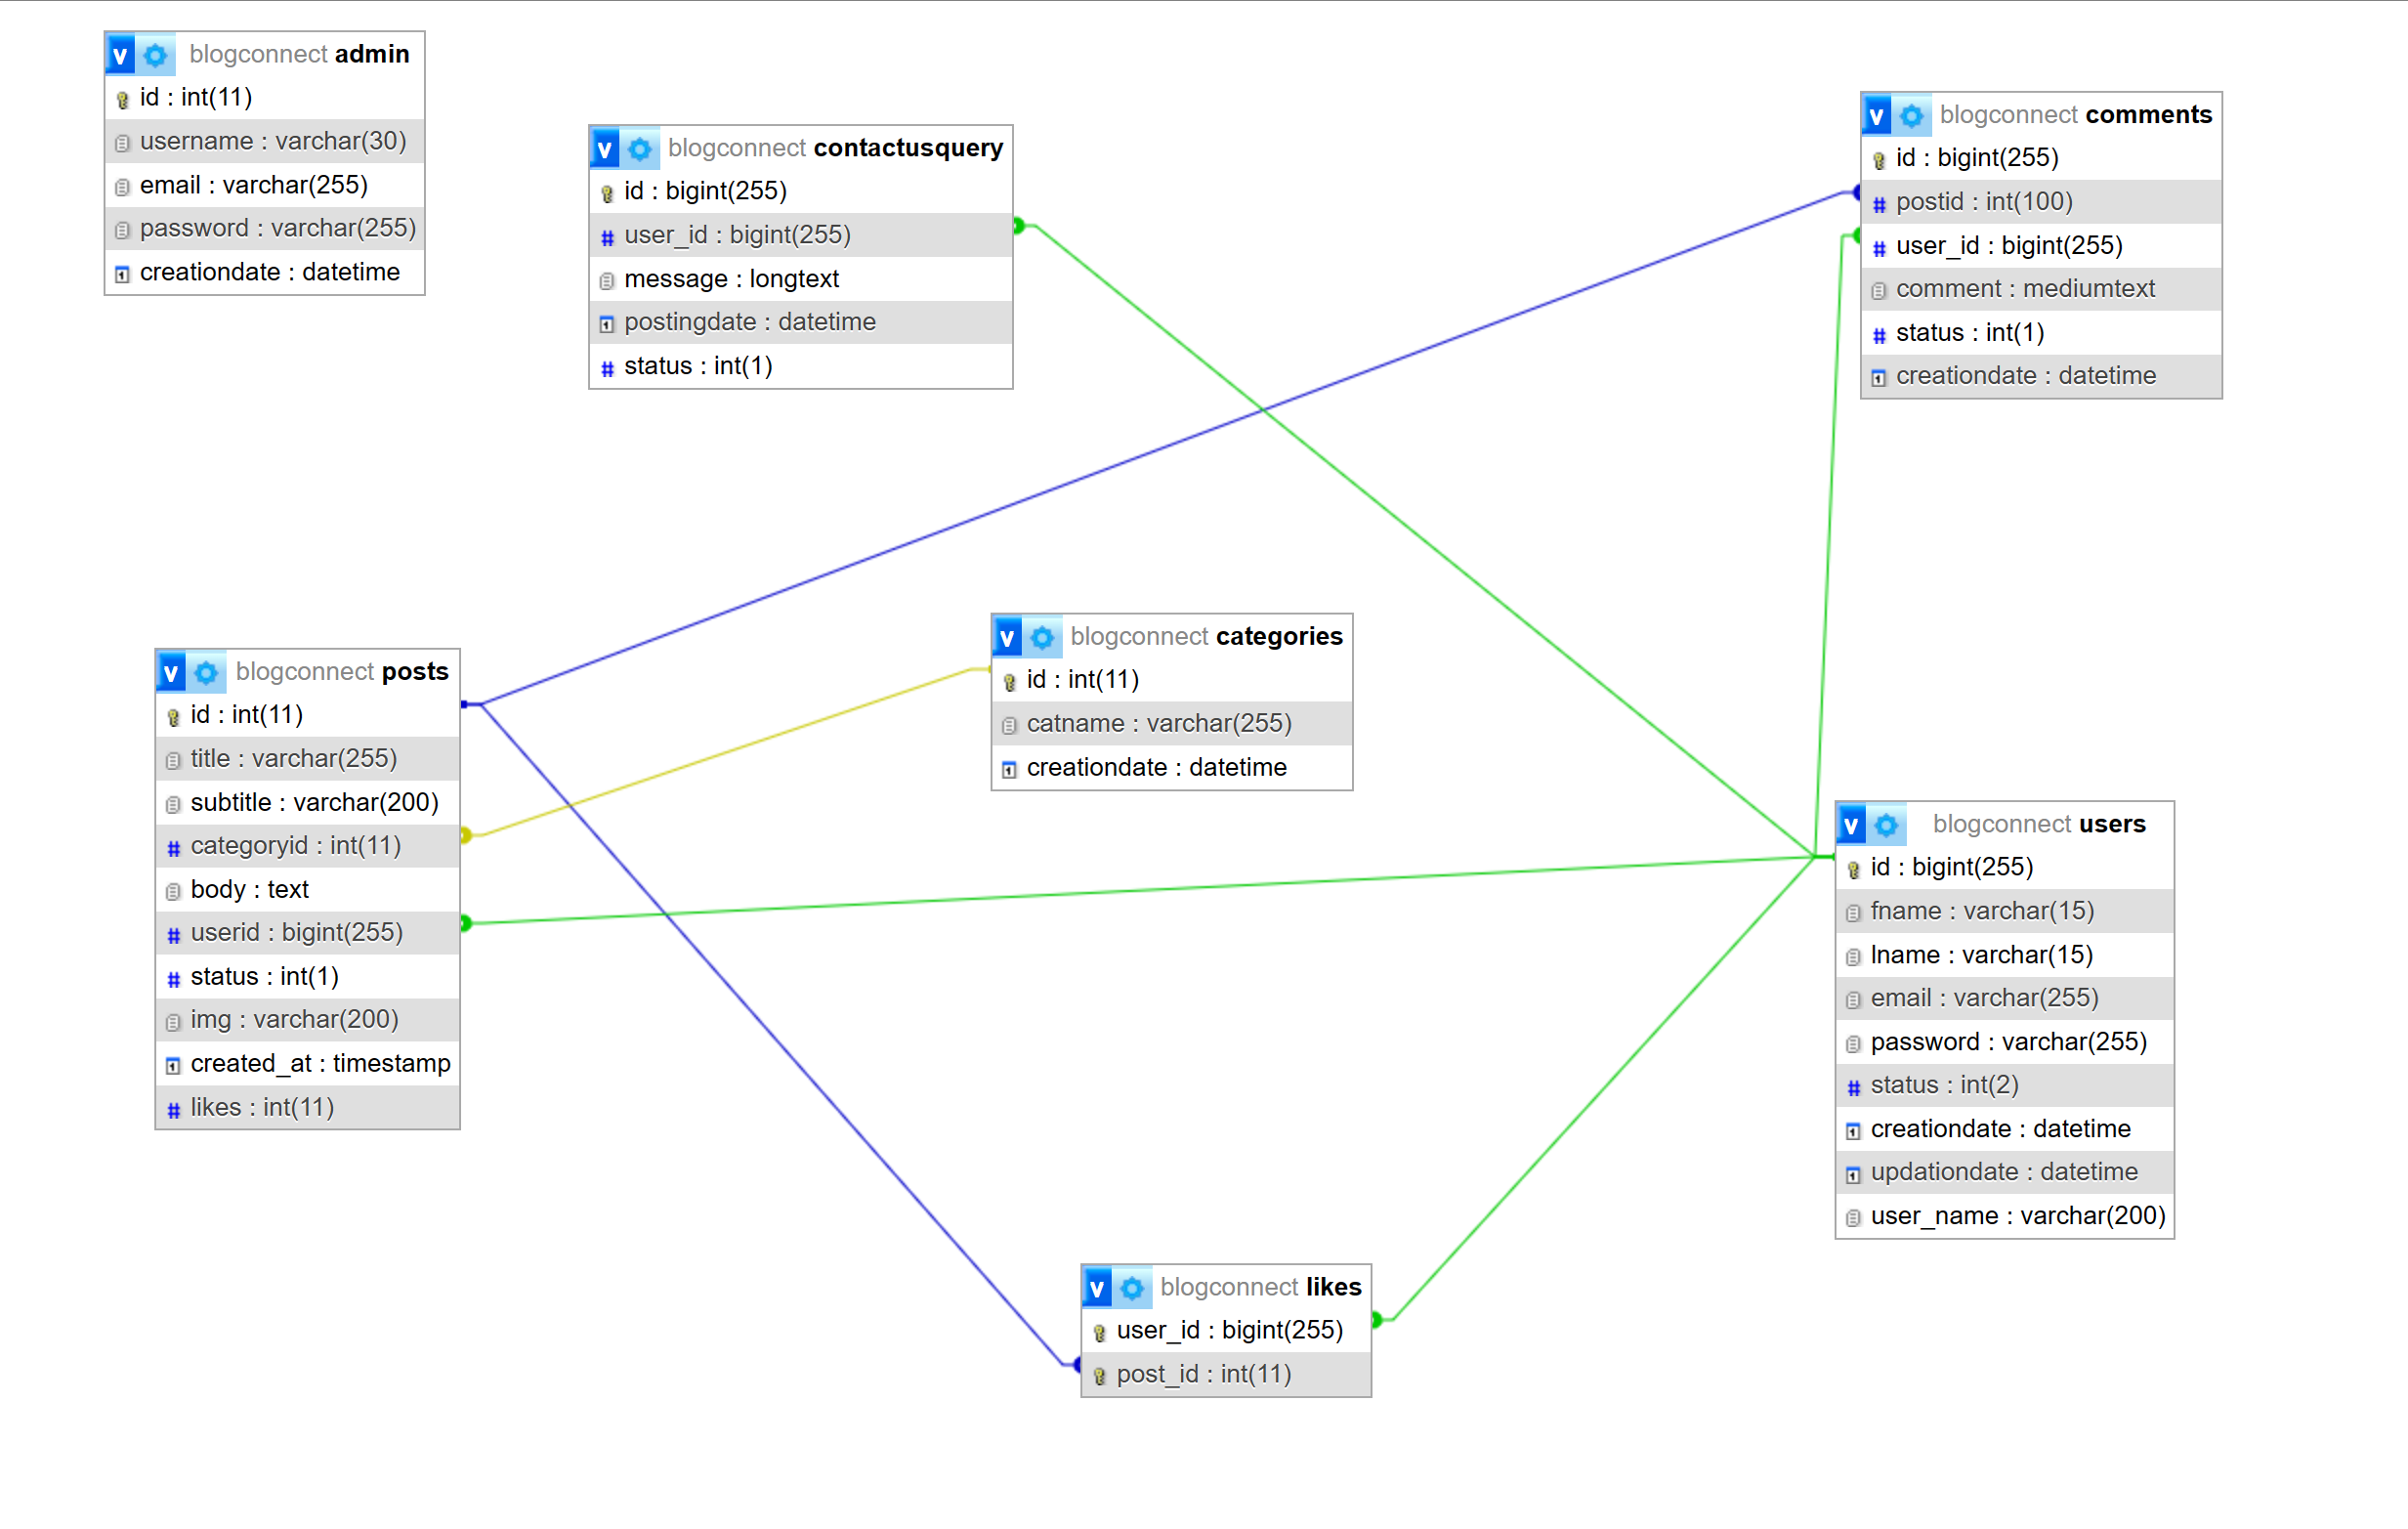 v blogconnect admin
id : int(11)
username : varchar(30)
email : varchar(255)
password : varchar(255)
creationdate : datetime
v blogconnect contactusquery
id : bigint(255)
# user_id : bigint(255)
message : longtext
postingdate : datetime
# status : int(1)
v blogconnect comments
id : bigint(255)
# postid : int(100)
# user_id : bigint(255)
comment : mediumtext
# status : int(1)
creationdate : datetime
v blogconnect posts
id : int(11)
title : varchar(255)
subtitle : varchar(200)
# categoryid : int(11)
body : text
# userid : bigint(255)
# status : int(1)
img : varchar(200)
created_at : timestamp
# likes : int(11)
v blogconnect categories
id : int(11)
catname : varchar(255)
creationdate : datetime
v blogconnect users
id : bigint(255)
fname : varchar(15)
lname : varchar(15)
email : varchar(255)
password : varchar(255)
# status : int(2)
creationdate : datetime
updationdate : datetime
user_name : varchar(200)
v blogconnect likes
user_id : bigint(255)
post_id : int(11)